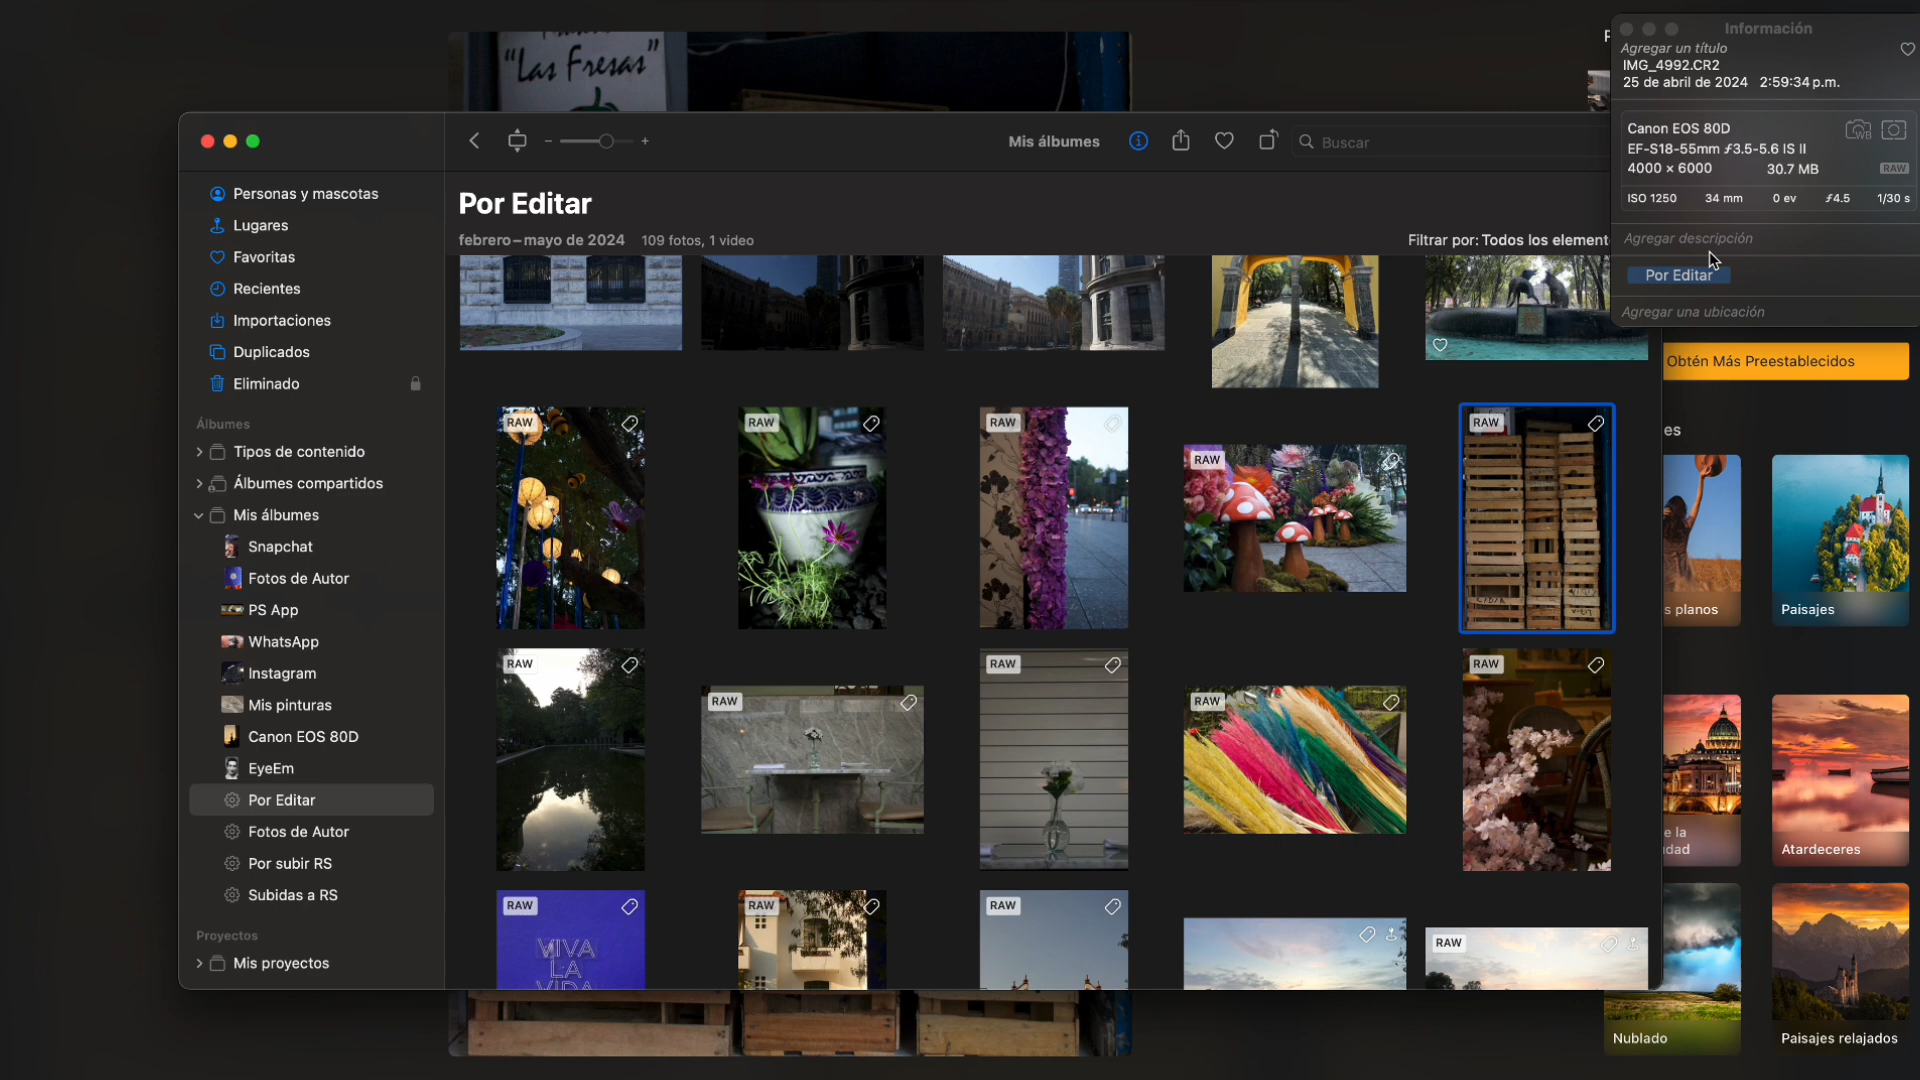 "Las Fresas"
Información
Agregar un título
IMG_4992.CR2
25 de abril de 2024 2:59:34 p.m.
Canon EOS 80D
EF-S18-55mm ƒ3.5-5.6 IS II
4000 × 6000 30.7 MB RAW
ISO 1250 34 mm 0 ev ƒ4.5 1/30 s
Agregar descripción
Por Editar
Agregar una ubicación
Mis álbumes
Buscar
Por Editar
febrero–mayo de 2024 109 fotos, 1 video
Filtrar por: Todos los element
Personas y mascotas
Lugares
Favoritas
Recientes
Importaciones
Duplicados
Eliminado
Álbumes
Tipos de contenido
Álbumes compartidos
Mis álbumes
Snapchat
Fotos de Autor
PS App
WhatsApp
Instagram
Mis pinturas
Canon EOS 80D
EyeEm
Por Editar
Fotos de Autor
Por subir RS
Subidas a RS
Proyectos
Mis proyectos
RAW
RAW
RAW
RAW
RAW
RAW
RAW
RAW
RAW
RAW
RAW
RAW
RAW
RAW
VIVA
LA
VIDA
Obtén Más Preestablecidos
es
s planos
Paisajes
e la
dad
Atardeceres
Nublado
Paisajes relajados